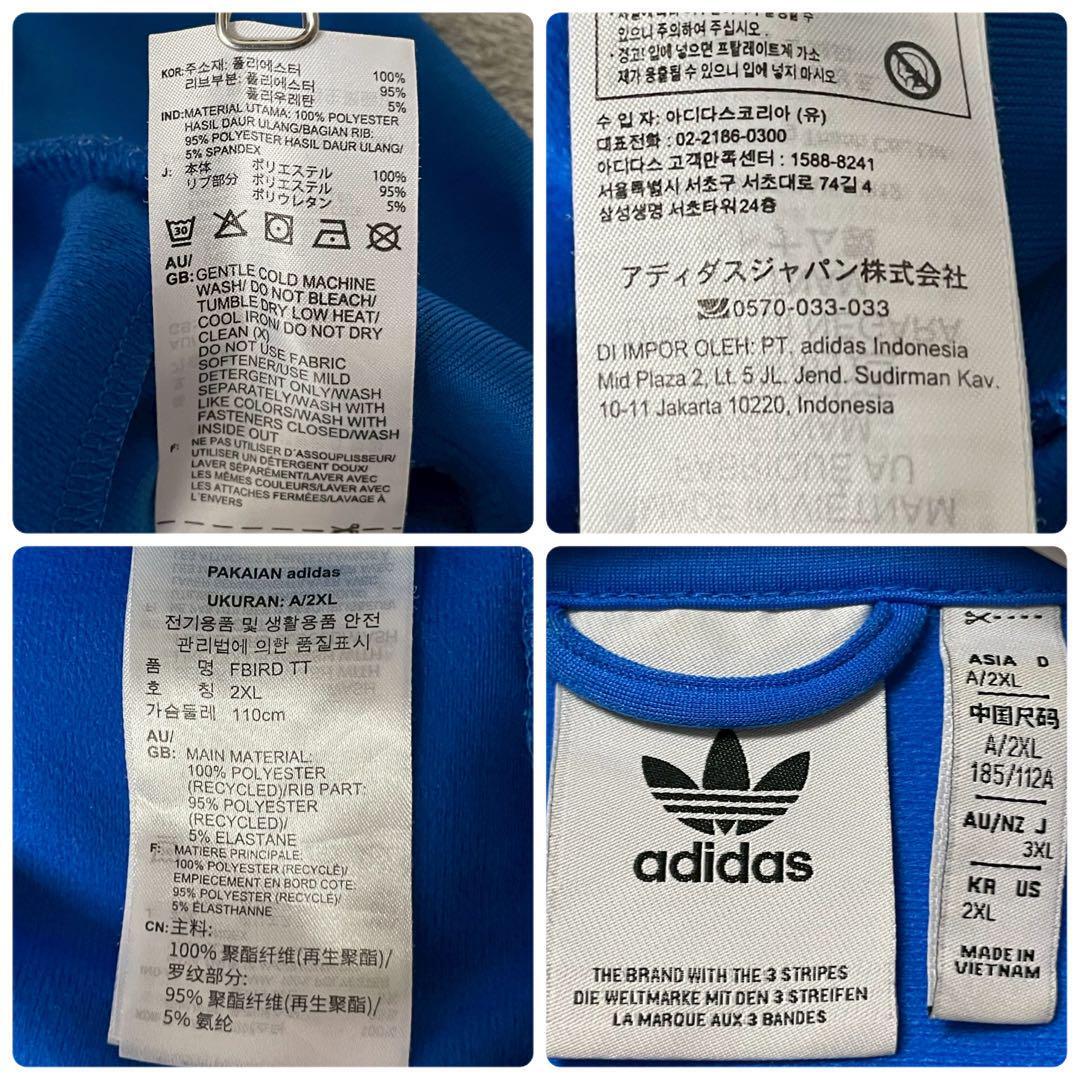 KOR: 주소재: 폴리에스터 100%
리브부분: 폴리에스터 95%
폴리우레탄 5%
IND: MATERIAL UTAMA: 100% POLYESTER
HASIL DAUR ULANG/BAGIAN RIB:
95% POLYESTER HASIL DAUR ULANG/
5% SPANDEX
J: 本体 ポリエステル 100%
リブ部分 ポリエステル 95%
ポリウレタン 5%
30
AU/
GB: GENTLE COLD MACHINE
WASH/ DO NOT BLEACH/
TUMBLE DRY LOW HEAT/
COOL IRON/ DO NOT DRY
CLEAN (X)
DO NOT USE FABRIC
SOFTENER/USE MILD
DETERGENT ONLY/WASH
SEPARATELY/WASH WITH
LIKE COLORS/WASH WITH
FASTENERS CLOSED/WASH
INSIDE OUT
F: NE PAS UTILISER D´ASSOUPLISSEUR/
UTILISER UN DÉTERGENT DOUX/
LAVER SÉPARÉMENT/LAVER AVEC
LES MÊMES COULEURS/LAVER AVEC
LES ATTACHES FERMÉES/LAVAGE À
L´ENVERS
있으니 주의하여 주십시오.
· 경고! 입에 넣으면 프탈레이트계 가소
제가 용출될 수 있으니 입에 넣지 마시오
수 입 자: 아디다스코리아 (유)
대표전화 : 02-2186-0300
아디다스 고객만족센터 : 1588-8241
서울특별시 서초구 서초대로 74길 4
삼성생명 서초타워 24층
アディダスジャパン株式会社
0570-033-033
DI IMPOR OLEH: PT. adidas Indonesia
Mid Plaza 2, Lt. 5 JL. Jend. Sudirman Kav.
10-11 Jakarta 10220, Indonesia
PAKAIAN adidas
UKURAN: A/2XL
전기용품 및 생활용품 안전
관리법에 의한 품질표시
품 명 FBIRD TT
호 칭 2XL
가슴둘레 110cm
AU/
GB: MAIN MATERIAL:
100% POLYESTER
(RECYCLED)/RIB PART:
95% POLYESTER
(RECYCLED)/
5% ELASTANE
F: MATIÈRE PRINCIPALE:
100% POLYESTER (RECYCLÉ)/
EMPIECEMENT EN BORD COTE:
95% POLYESTER (RECYCLÉ)/
5% ÉLASTHANNE
CN: 主料:
100% 聚酯纤维(再生聚酯)/
罗纹部分:
95% 聚酯纤维(再生聚酯)/
5% 氨纶
adidas
THE BRAND WITH THE 3 STRIPES
DIE WELTMARKE MIT DEN 3 STREIFEN
LA MARQUE AUX 3 BANDES
ASIA D
A/2XL
中国尺码
A/2XL
185/112A
AU/NZ J
3XL
KR US
2XL
MADE IN
VIETNAM